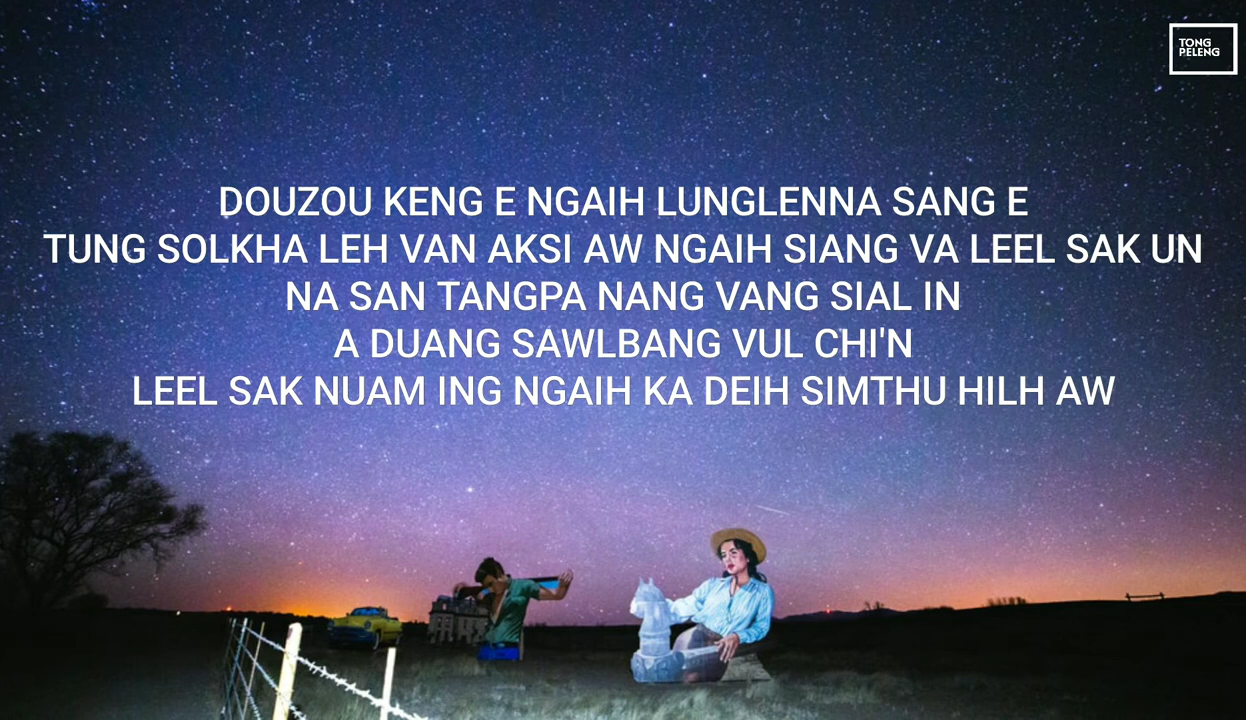 TONG
PELENG
DOUZOU KENG E NGAIH LUNGLENNA SANG E
TUNG SOLKHA LEH VAN AKSI AW NGAIH SIANG VA LEEL SAK UN
NA SAN TANGPA NANG VANG SIAL IN
A DUANG SAWLBANG VUL CHI'N
LEEL SAK NUAM ING NGAIH KA DEIH SIMTHU HILH AW